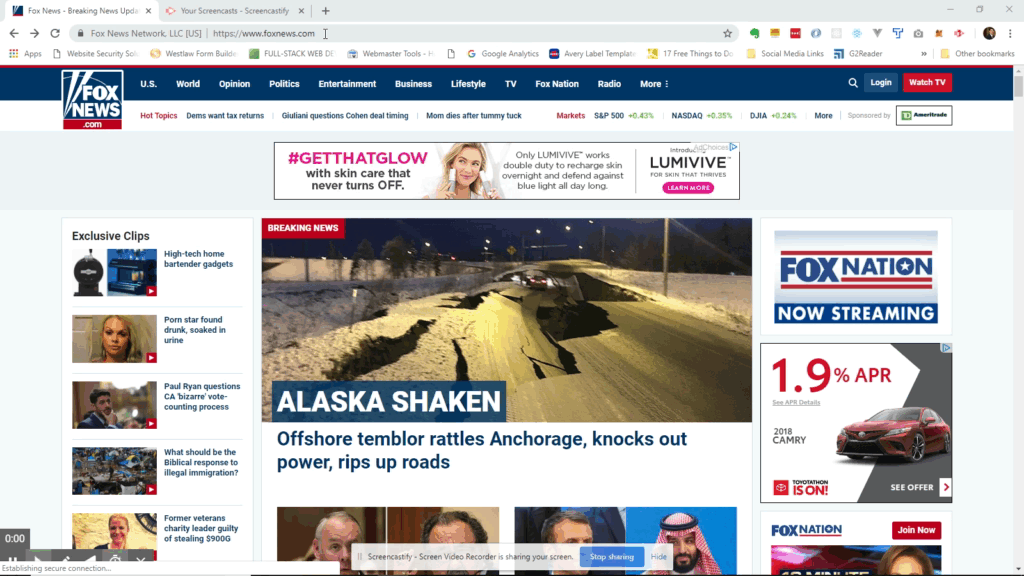 Fox News - Breaking News Upda
Your Screencasts - Screencastify
Fox News Network, LLC [US] | https://www.foxnews.com
Apps
Website Security Sol
Westlaw Form Builde
FULL-STACK WEB DE
Webmaster Tools - H
Google Analytics
Avery Label Template
17 Free Things to Do
Social Media Links
G2Reader
Other bookmarks
FOX
NEWS
.com
U.S. World Opinion Politics Entertainment Business Lifestyle TV Fox Nation Radio More
Login
Watch TV
Hot Topics Dems want tax returns Giuliani questions Cohen deal timing Mom dies after tummy tuck
Markets S&P 500 +0.43% NASDAQ +0.35% DJIA +0.24% More
Sponsored by
TD Ameritrade
#GETTHATGLOW
with skin care that
never turns OFF.
Only LUMIVIVE™ works
double duty to recharge skin
overnight and defend against
blue light all day long.
Introducing
AdChoices
LUMIVIVE™
FOR SKIN THAT THRIVES
LEARN MORE
Exclusive Clips
High-tech home
bartender gadgets
Porn star found
drunk, soaked in
urine
Paul Ryan questions
CA 'bizarre' vote-
counting process
What should be the
Biblical response to
illegal immigration?
Former veterans
charity leader guilty
of stealing $900G
BREAKING NEWS
ALASKA SHAKEN
Offshore temblor rattles Anchorage, knocks out
power, rips up roads
FOX NATION
NOW STREAMING
1.9% APR
See APR Details
2018
CAMRY
TOYOTATHON
IS ON!
SEE OFFER
FOX NATION
Join Now
0:00
Screencastify - Screen Video Recorder is sharing your screen.
Stop sharing
Hide
Establishing secure connection...